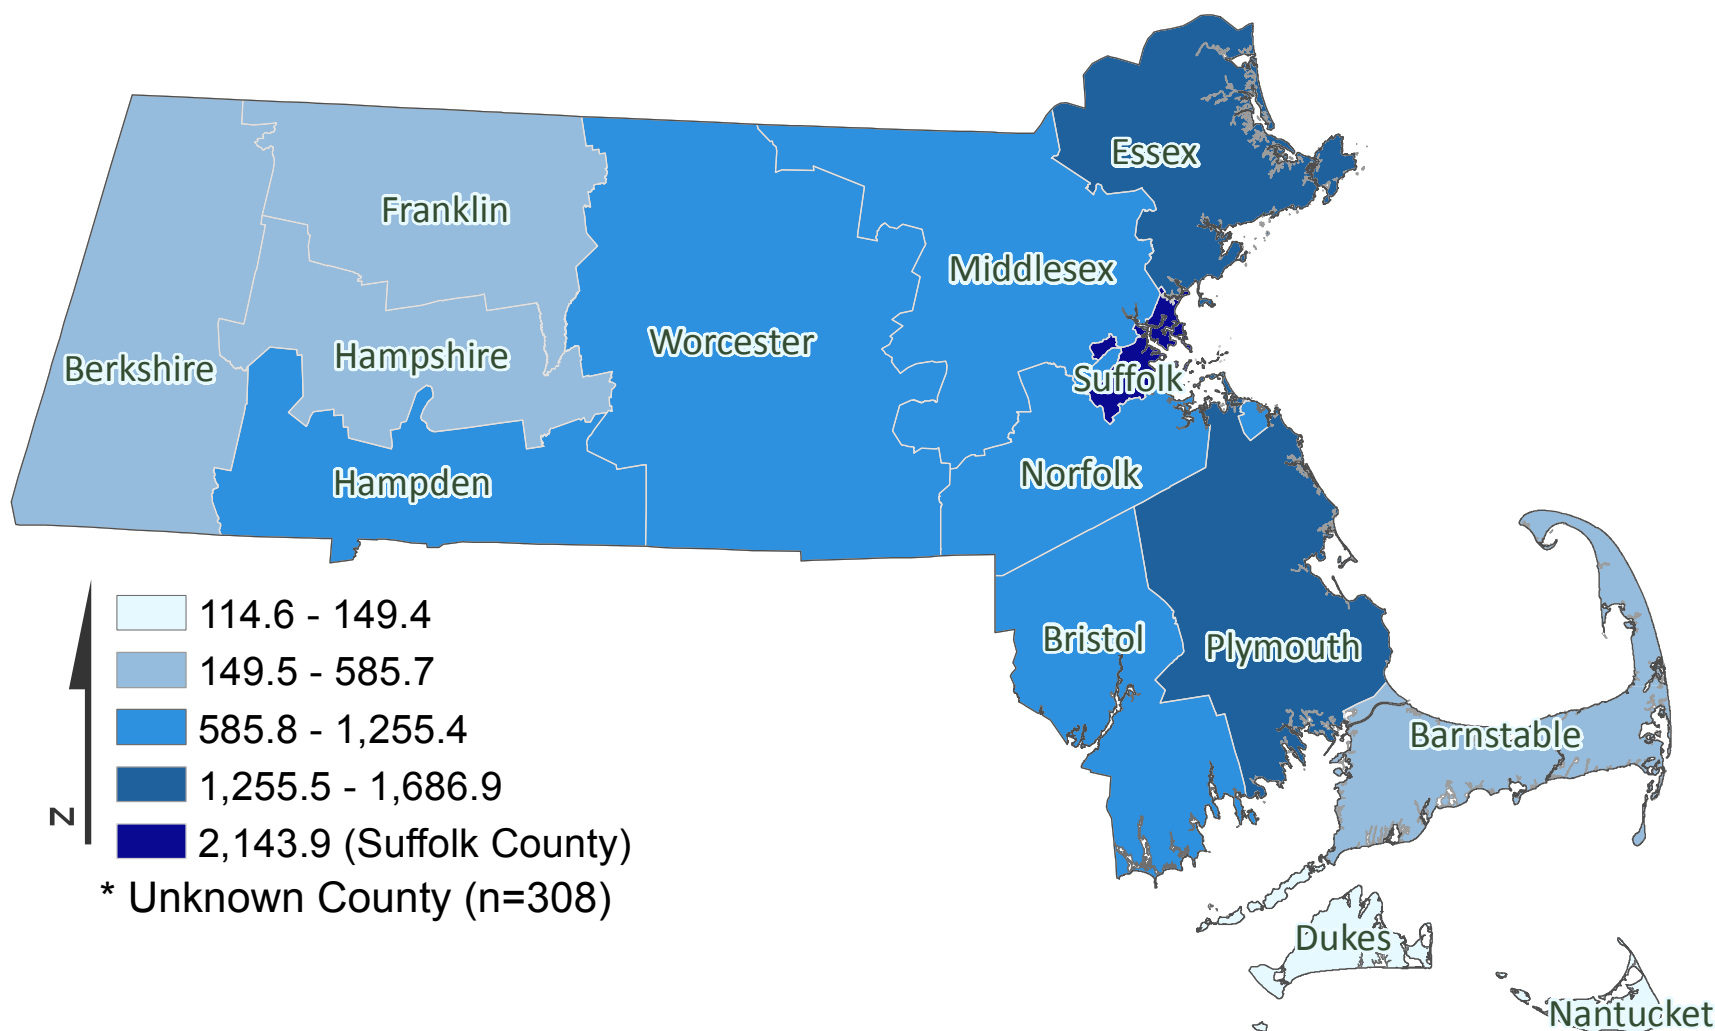 Essex
Franklin
Middlesex
Worcester
Hampshire
Berkshire
Suffolk
Norfolk
Hampden
114.6 - 149.4
Bristol
Plymouth
149.5 - 585.7
585.8 - 1,255.4
Barnstable
1,255.5 - 1,686.9
N
2,143.9 (Suffolk County)
* Unknown County (n=308)
Dukes
Nantucket